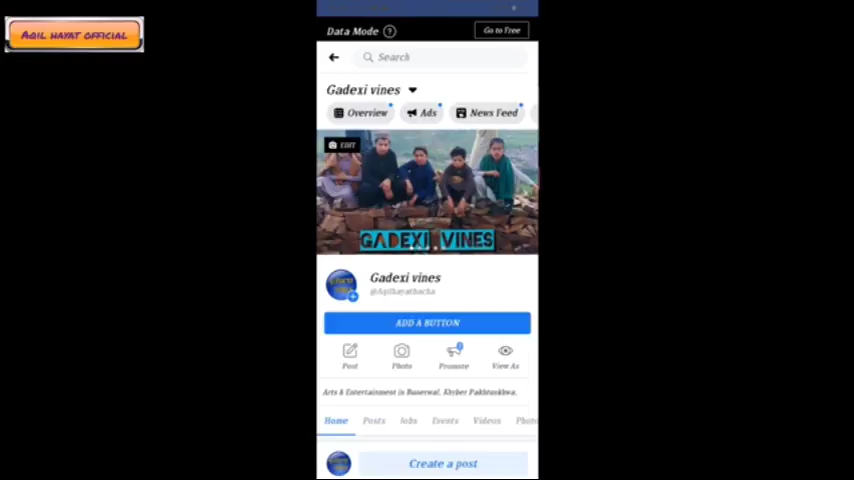 AQIL HAYAT OFFICIAL
Data Mode ?
Go to Free
Search
Gadexi vines
Overview
Ads
News Feed
EDIT
GADEXI VINES
Gadexi vines
@Aqilhayatbacha
ADD A BUTTON
Post
Photo
Promote
View As
Arts & Entertainment in Bunerwal, Khyber Pakhtunkhwa.
Home
Posts
Jobs
Events
Videos
Photo
Create a post